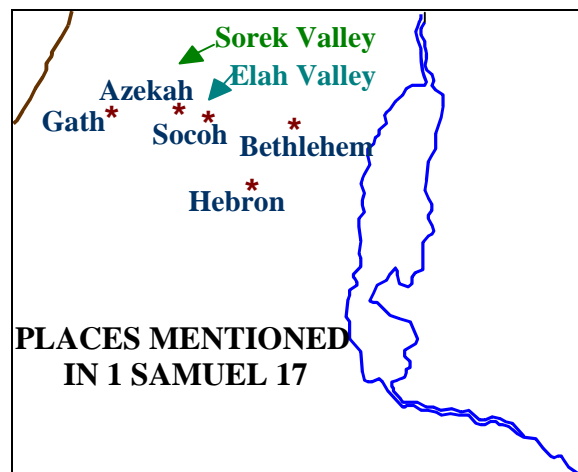 Sorek Valley
Elah Valley
Azekah
Gath
Socoh
Bethlehem
Hebron
PLACES MENTIONED
IN 1 SAMUEL 17